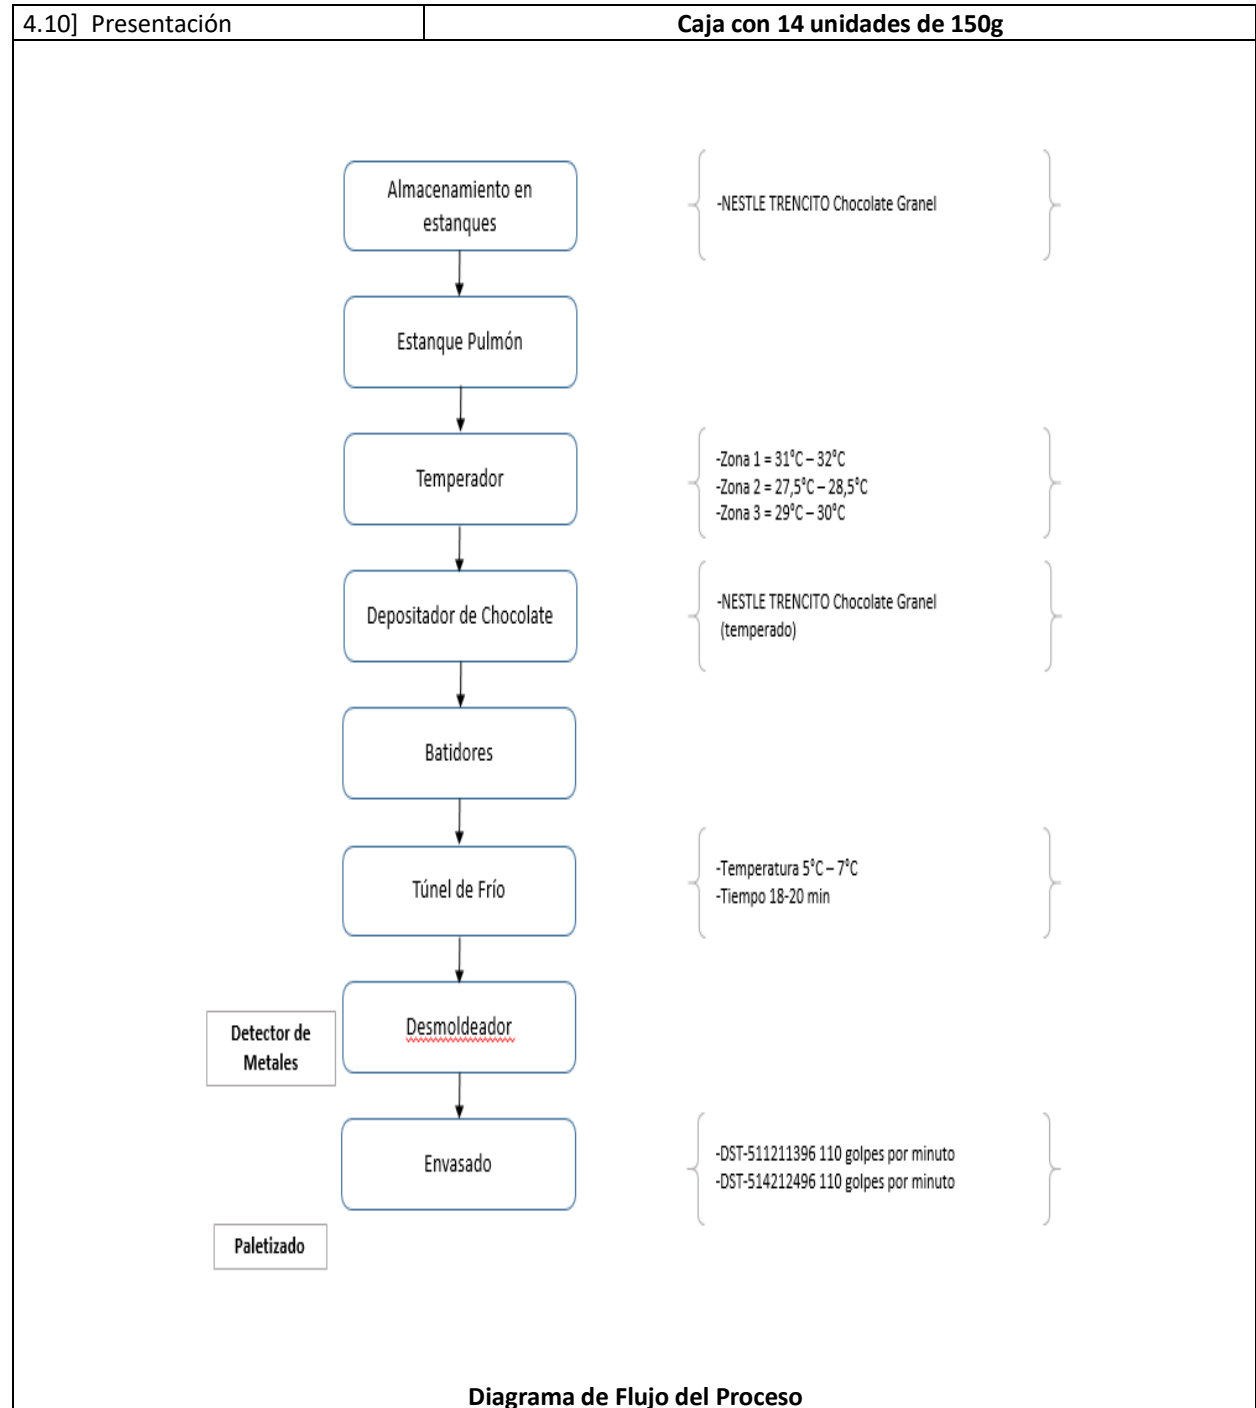 4.10] Presentación
Caja con 14 unidades de 150g
Almacenamiento en
estanques
-NESTLE TRENCITO Chocolate Granel
Estanque Pulmón
Temperador
-Zona 1 = 31°C – 32°C
-Zona 2 = 27,5°C – 28,5°C
-Zona 3 = 29°C – 30°C
Depositador de Chocolate
-NESTLE TRENCITO Chocolate Granel
(temperado)
Batidores
Túnel de Frío
-Temperatura 5°C – 7°C
-Tiempo 18-20 min
Desmoldeador
Detector de
Metales
Envasado
-DST-511211396 110 golpes por minuto
-DST-514212496 110 golpes por minuto
Paletizado
Diagrama de Flujo del Proceso